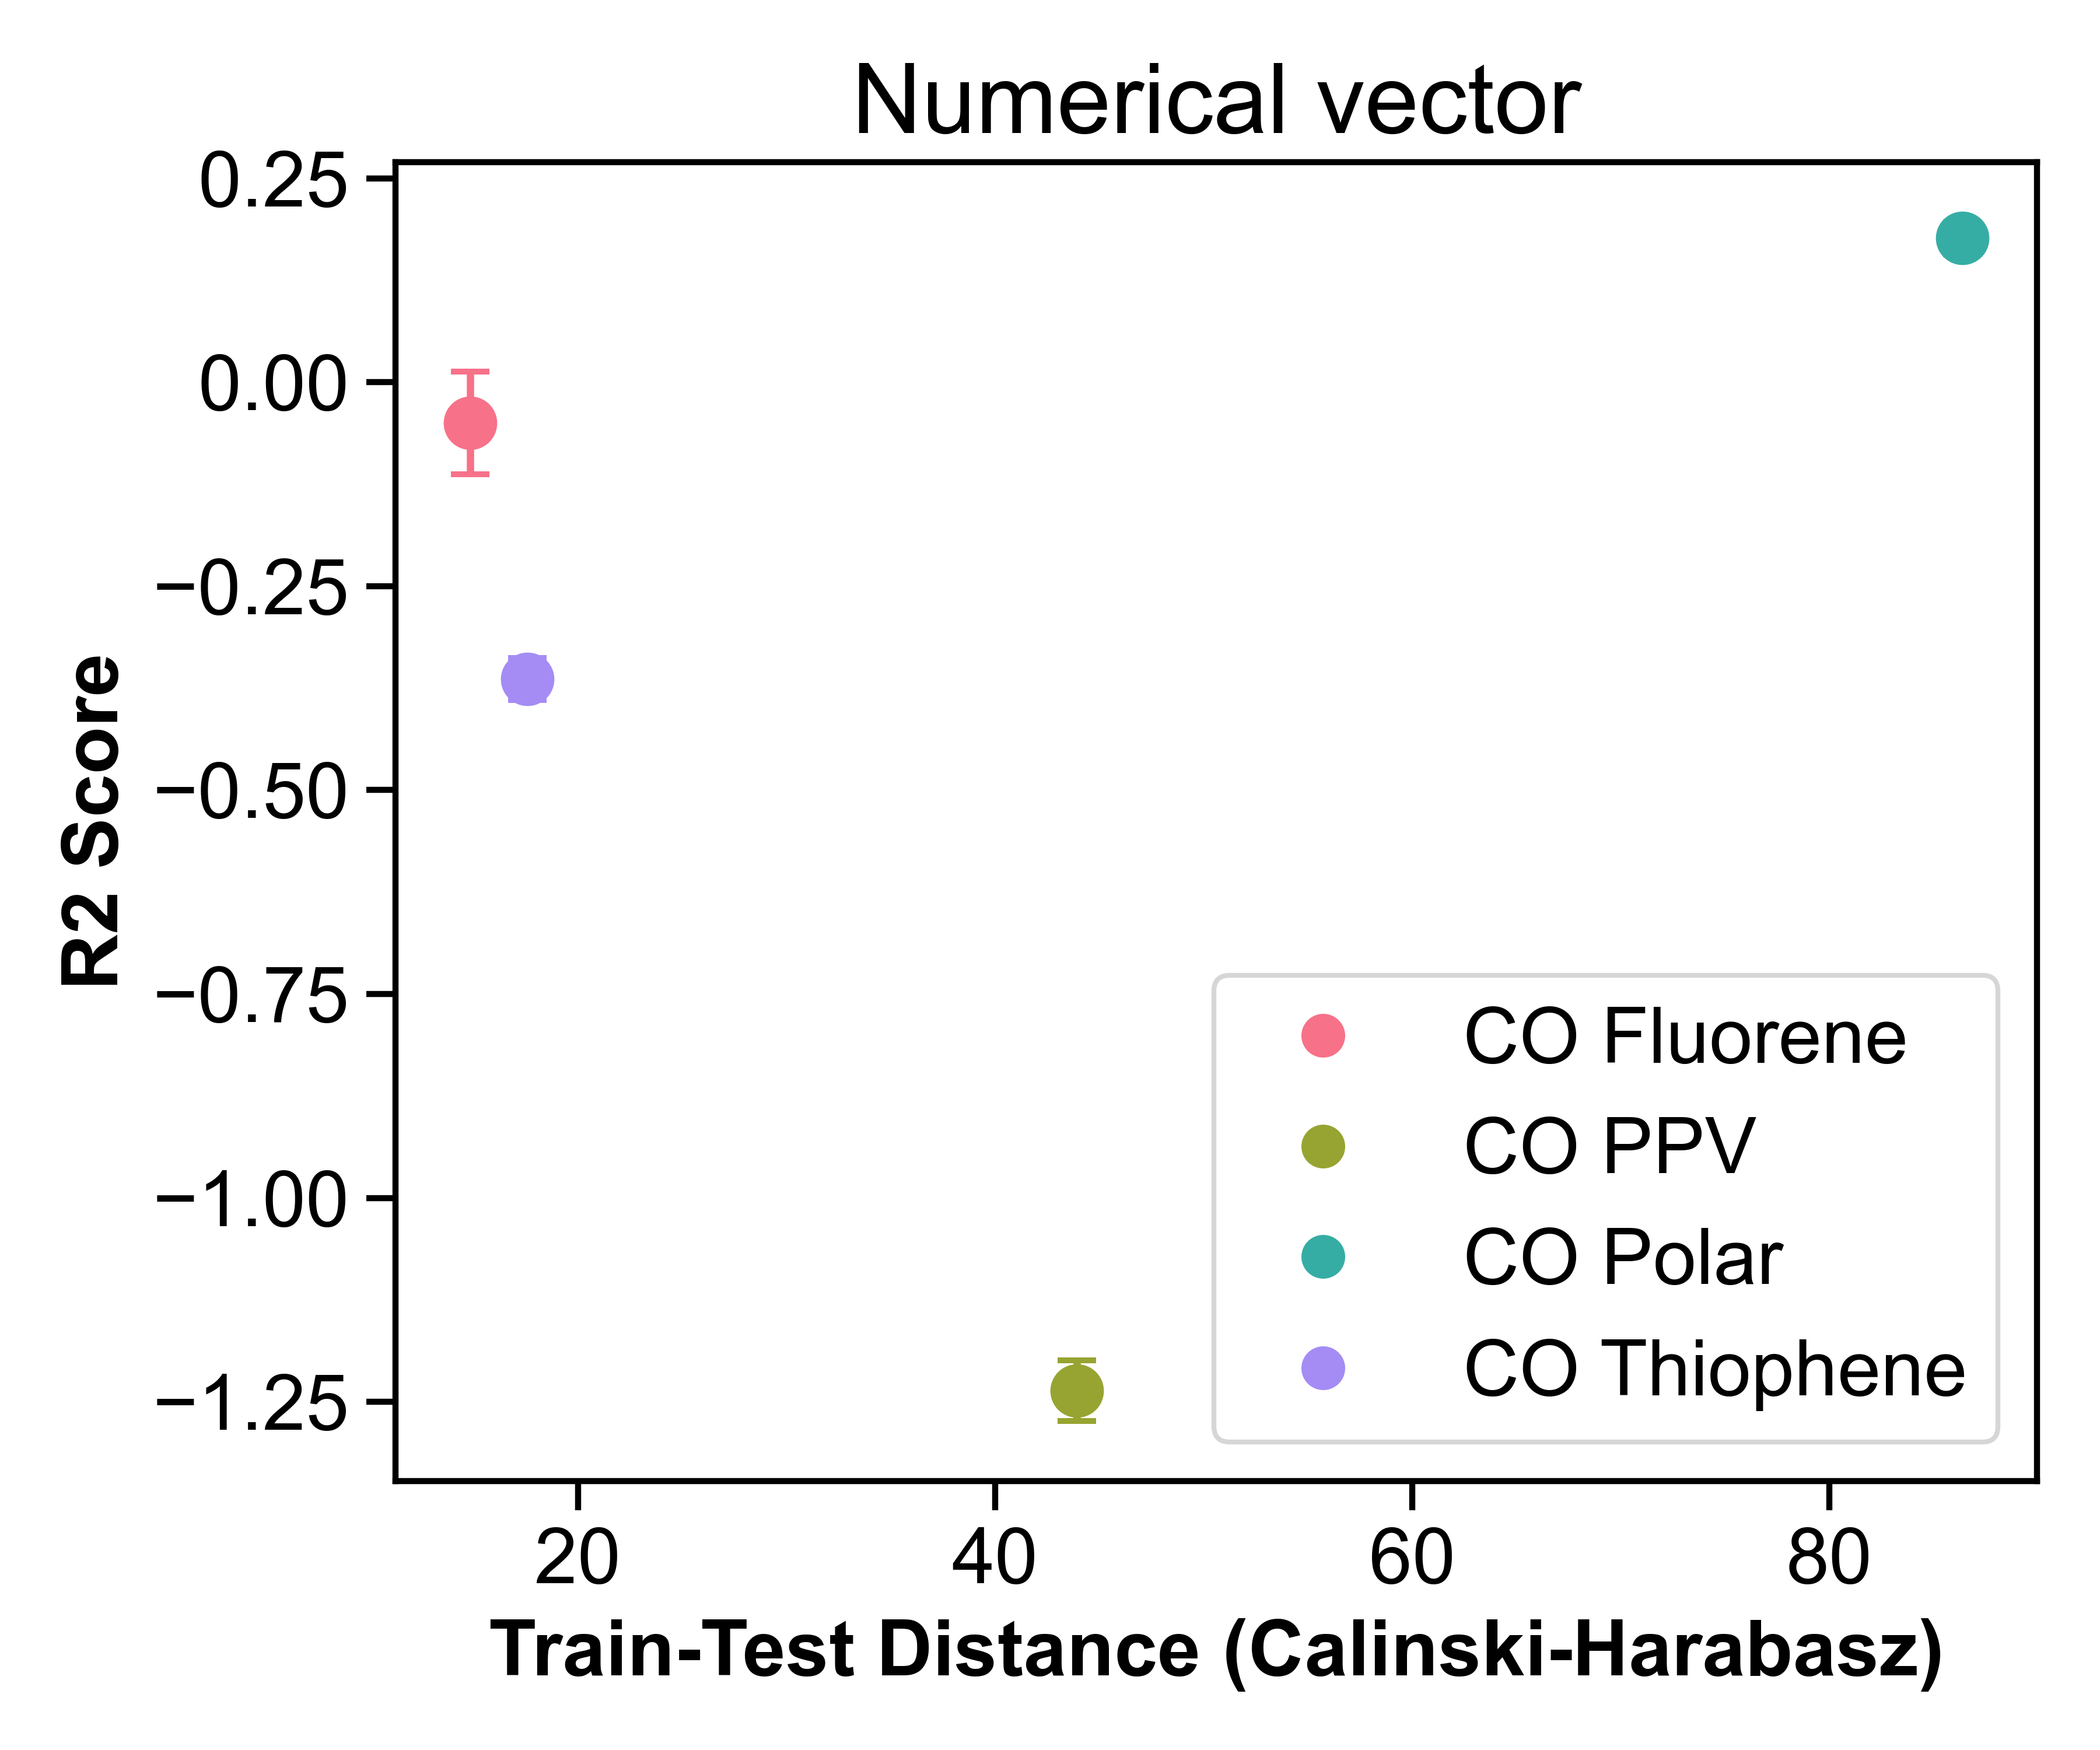 Numerical vector
0.25
0.00
−0.25
−0.50
−0.75
−1.00
−1.25
R2 Score
CO Fluorene
CO PPV
CO Polar
CO Thiophene
20 40 60 80
Train-Test Distance (Calinski-Harabasz)